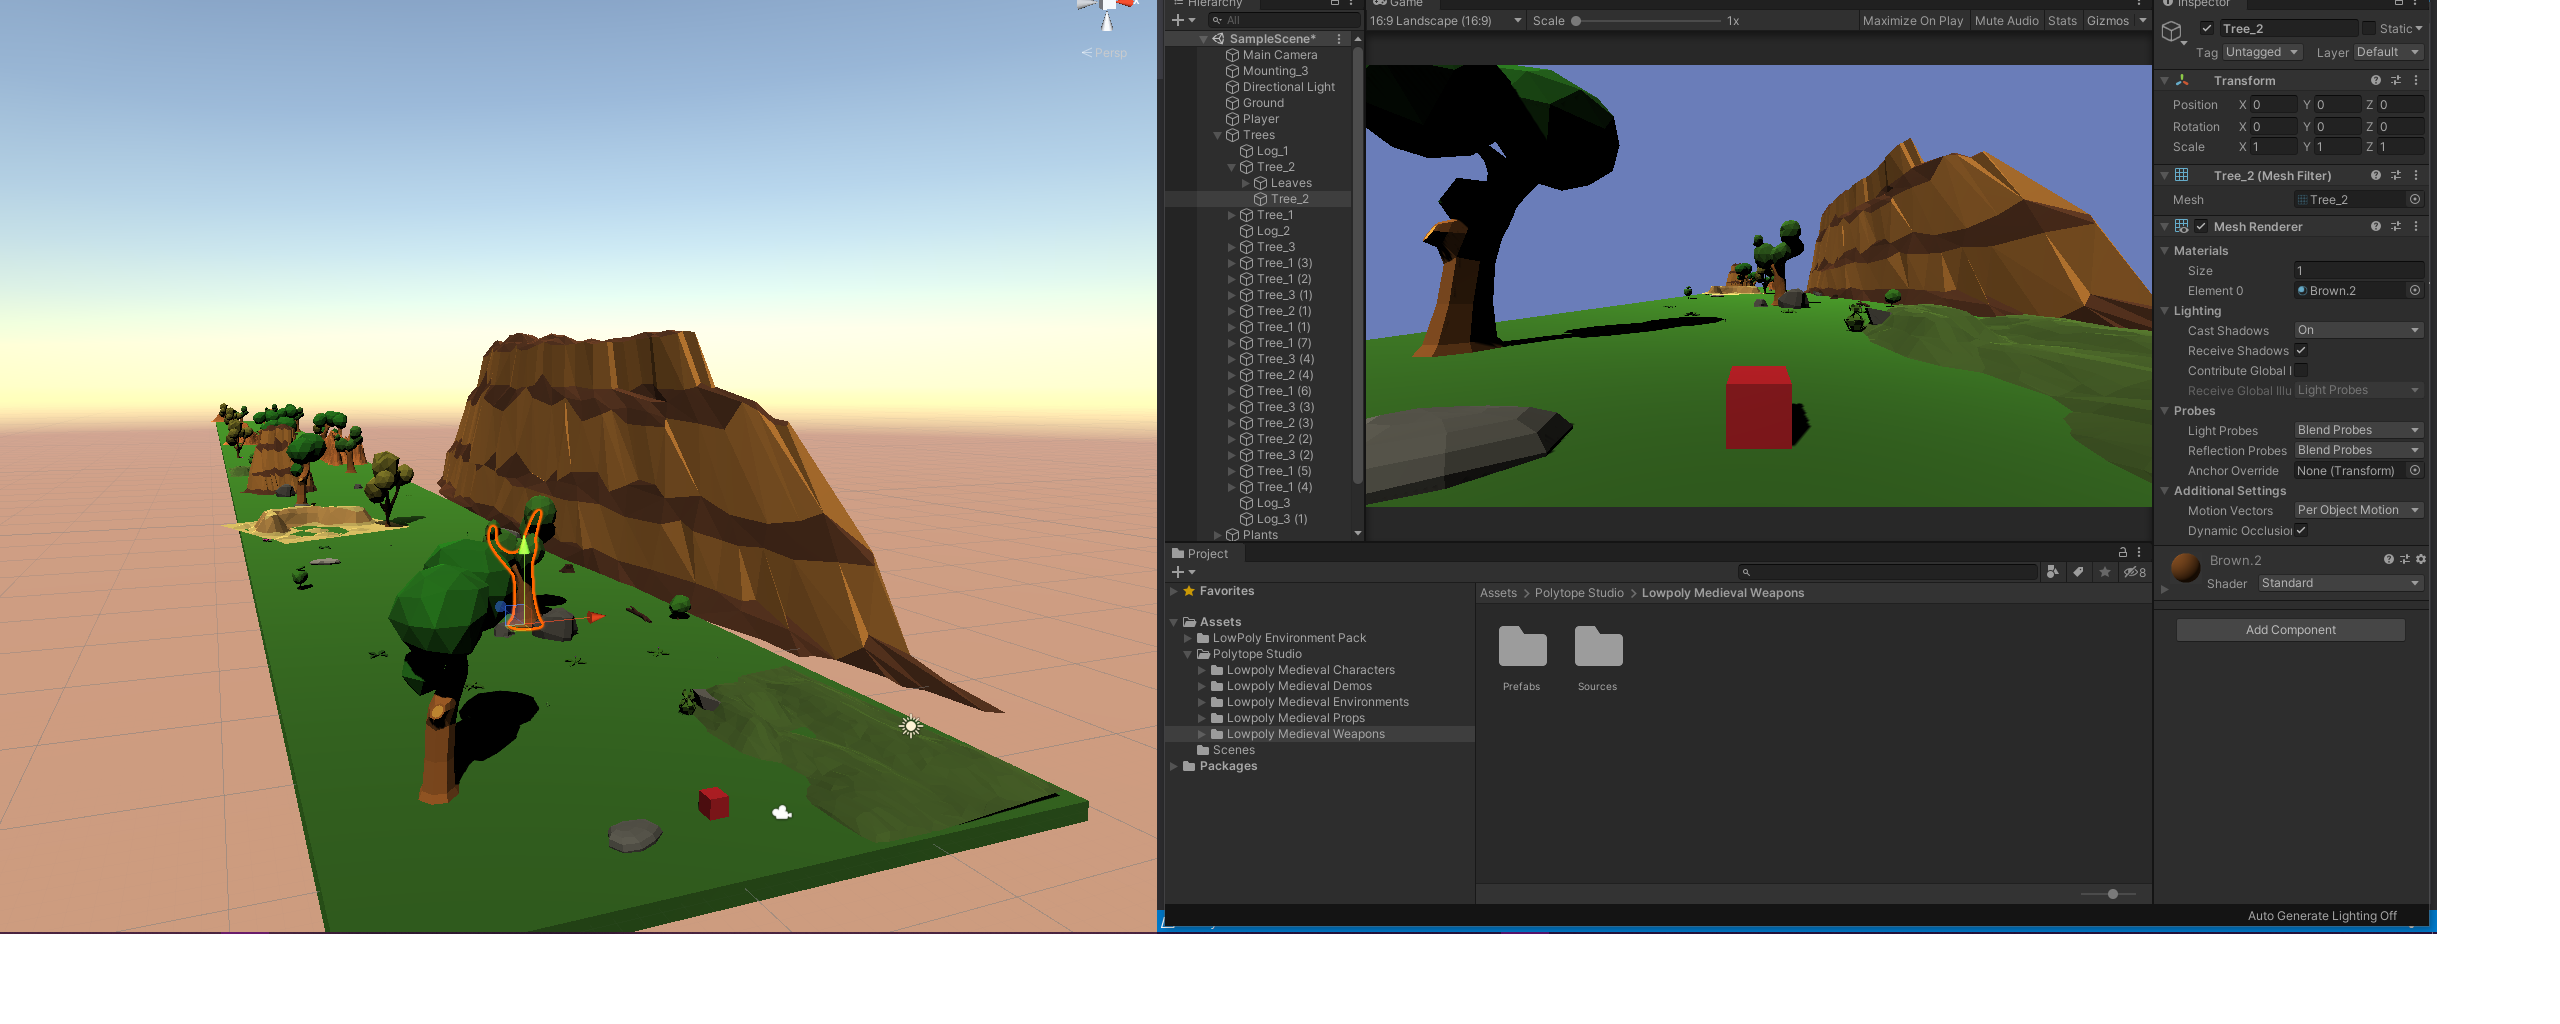 Persp
Hierarchy
All
SampleScene*
Main Camera
Mounting_3
Directional Light
Ground
Player
Trees
Log_1
Tree_2
Leaves
Tree_2
Tree_1
Log_2
Tree_3
Tree_1 (3)
Tree_1 (2)
Tree_3 (1)
Tree_2 (1)
Tree_1 (1)
Tree_1 (7)
Tree_3 (4)
Tree_2 (4)
Tree_1 (6)
Tree_3 (3)
Tree_2 (3)
Tree_2 (2)
Tree_3 (2)
Tree_1 (5)
Tree_1 (4)
Log_3
Log_3 (1)
Plants
Game
16:9 Landscape (16:9) Scale 1x Maximize On Play Mute Audio Stats Gizmos
Project
8
Favorites
Assets
LowPoly Environment Pack
Polytope Studio
Lowpoly Medieval Characters
Lowpoly Medieval Demos
Lowpoly Medieval Environments
Lowpoly Medieval Props
Lowpoly Medieval Weapons
Scenes
Packages
Assets > Polytope Studio > Lowpoly Medieval Weapons
Prefabs Sources
Inspector
Tree_2 Static
Tag Untagged Layer Default
Transform
Position X 0 Y 0 Z 0
Rotation X 0 Y 0 Z 0
Scale X 1 Y 1 Z 1
Tree_2 (Mesh Filter)
Mesh Tree_2
Mesh Renderer
Materials
Size 1
Element 0 Brown.2
Lighting
Cast Shadows On
Receive Shadows
Contribute Global I
Receive Global Illu Light Probes
Probes
Light Probes Blend Probes
Reflection Probes Blend Probes
Anchor Override None (Transform)
Additional Settings
Motion Vectors Per Object Motion
Dynamic Occlusion
Brown.2
Shader Standard
Add Component
Auto Generate Lighting Off